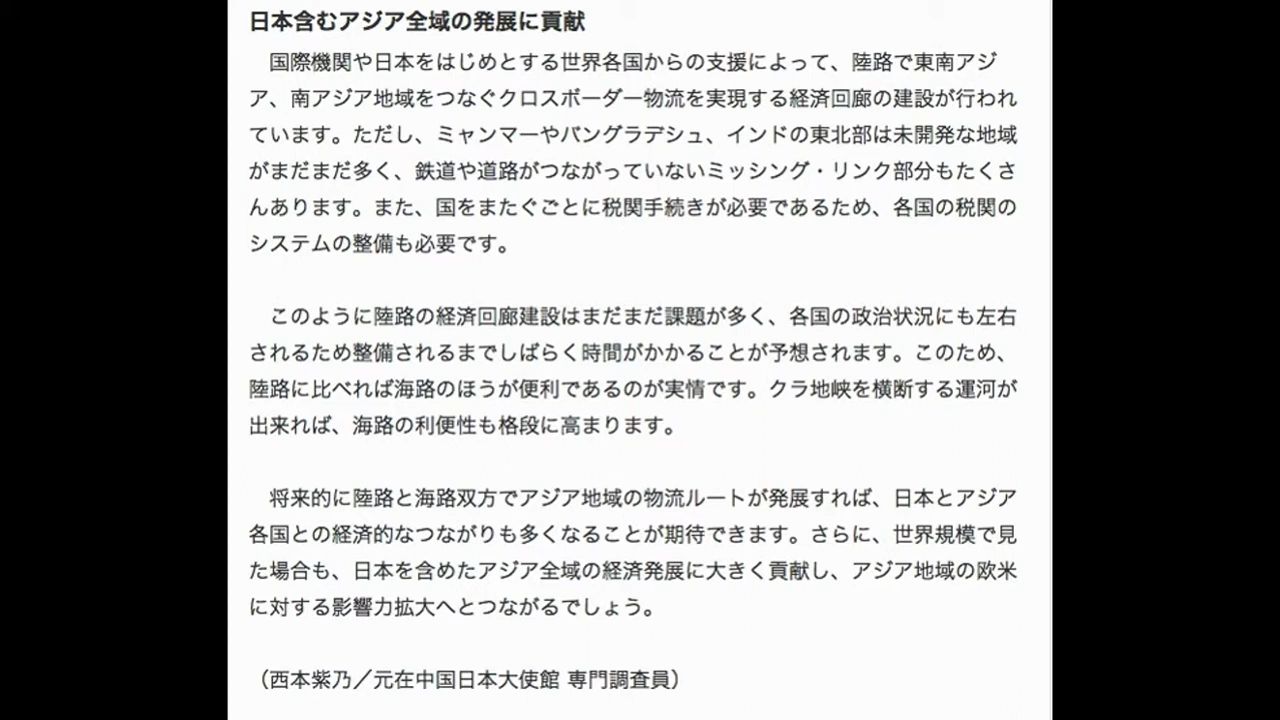 日本含むアジア全域の発展に貢献
　国際機関や日本をはじめとする世界各国からの支援によって、陸路で東南アジ
ア、南アジア地域をつなぐクロスボーダー物流を実現する経済回廊の建設が行われ
ています。ただし、ミャンマーやバングラデシュ、インドの東北部は未開発な地域
がまだまだ多く、鉄道や道路がつながっていないミッシング・リンク部分もたくさ
んあります。また、国をまたぐごとに税関手続きが必要であるため、各国の税関の
システムの整備も必要です。
　このように陸路の経済回廊建設はまだまだ課題が多く、各国の政治状況にも左右
されるため整備されるまでしばらく時間がかかることが予想されます。このため、
陸路に比べれば海路のほうが便利であるのが実情です。クラ地峡を横断する運河が
出来れば、海路の利便性も格段に高まります。
　将来的に陸路と海路双方でアジア地域の物流ルートが発展すれば、日本とアジア
各国との経済的なつながりも多くなることが期待できます。さらに、世界規模で見
た場合も、日本を含めたアジア全域の経済発展に大きく貢献し、アジア地域の欧米
に対する影響力拡大へとつながるでしょう。
（西本紫乃／元在中国日本大使館 専門調査員）